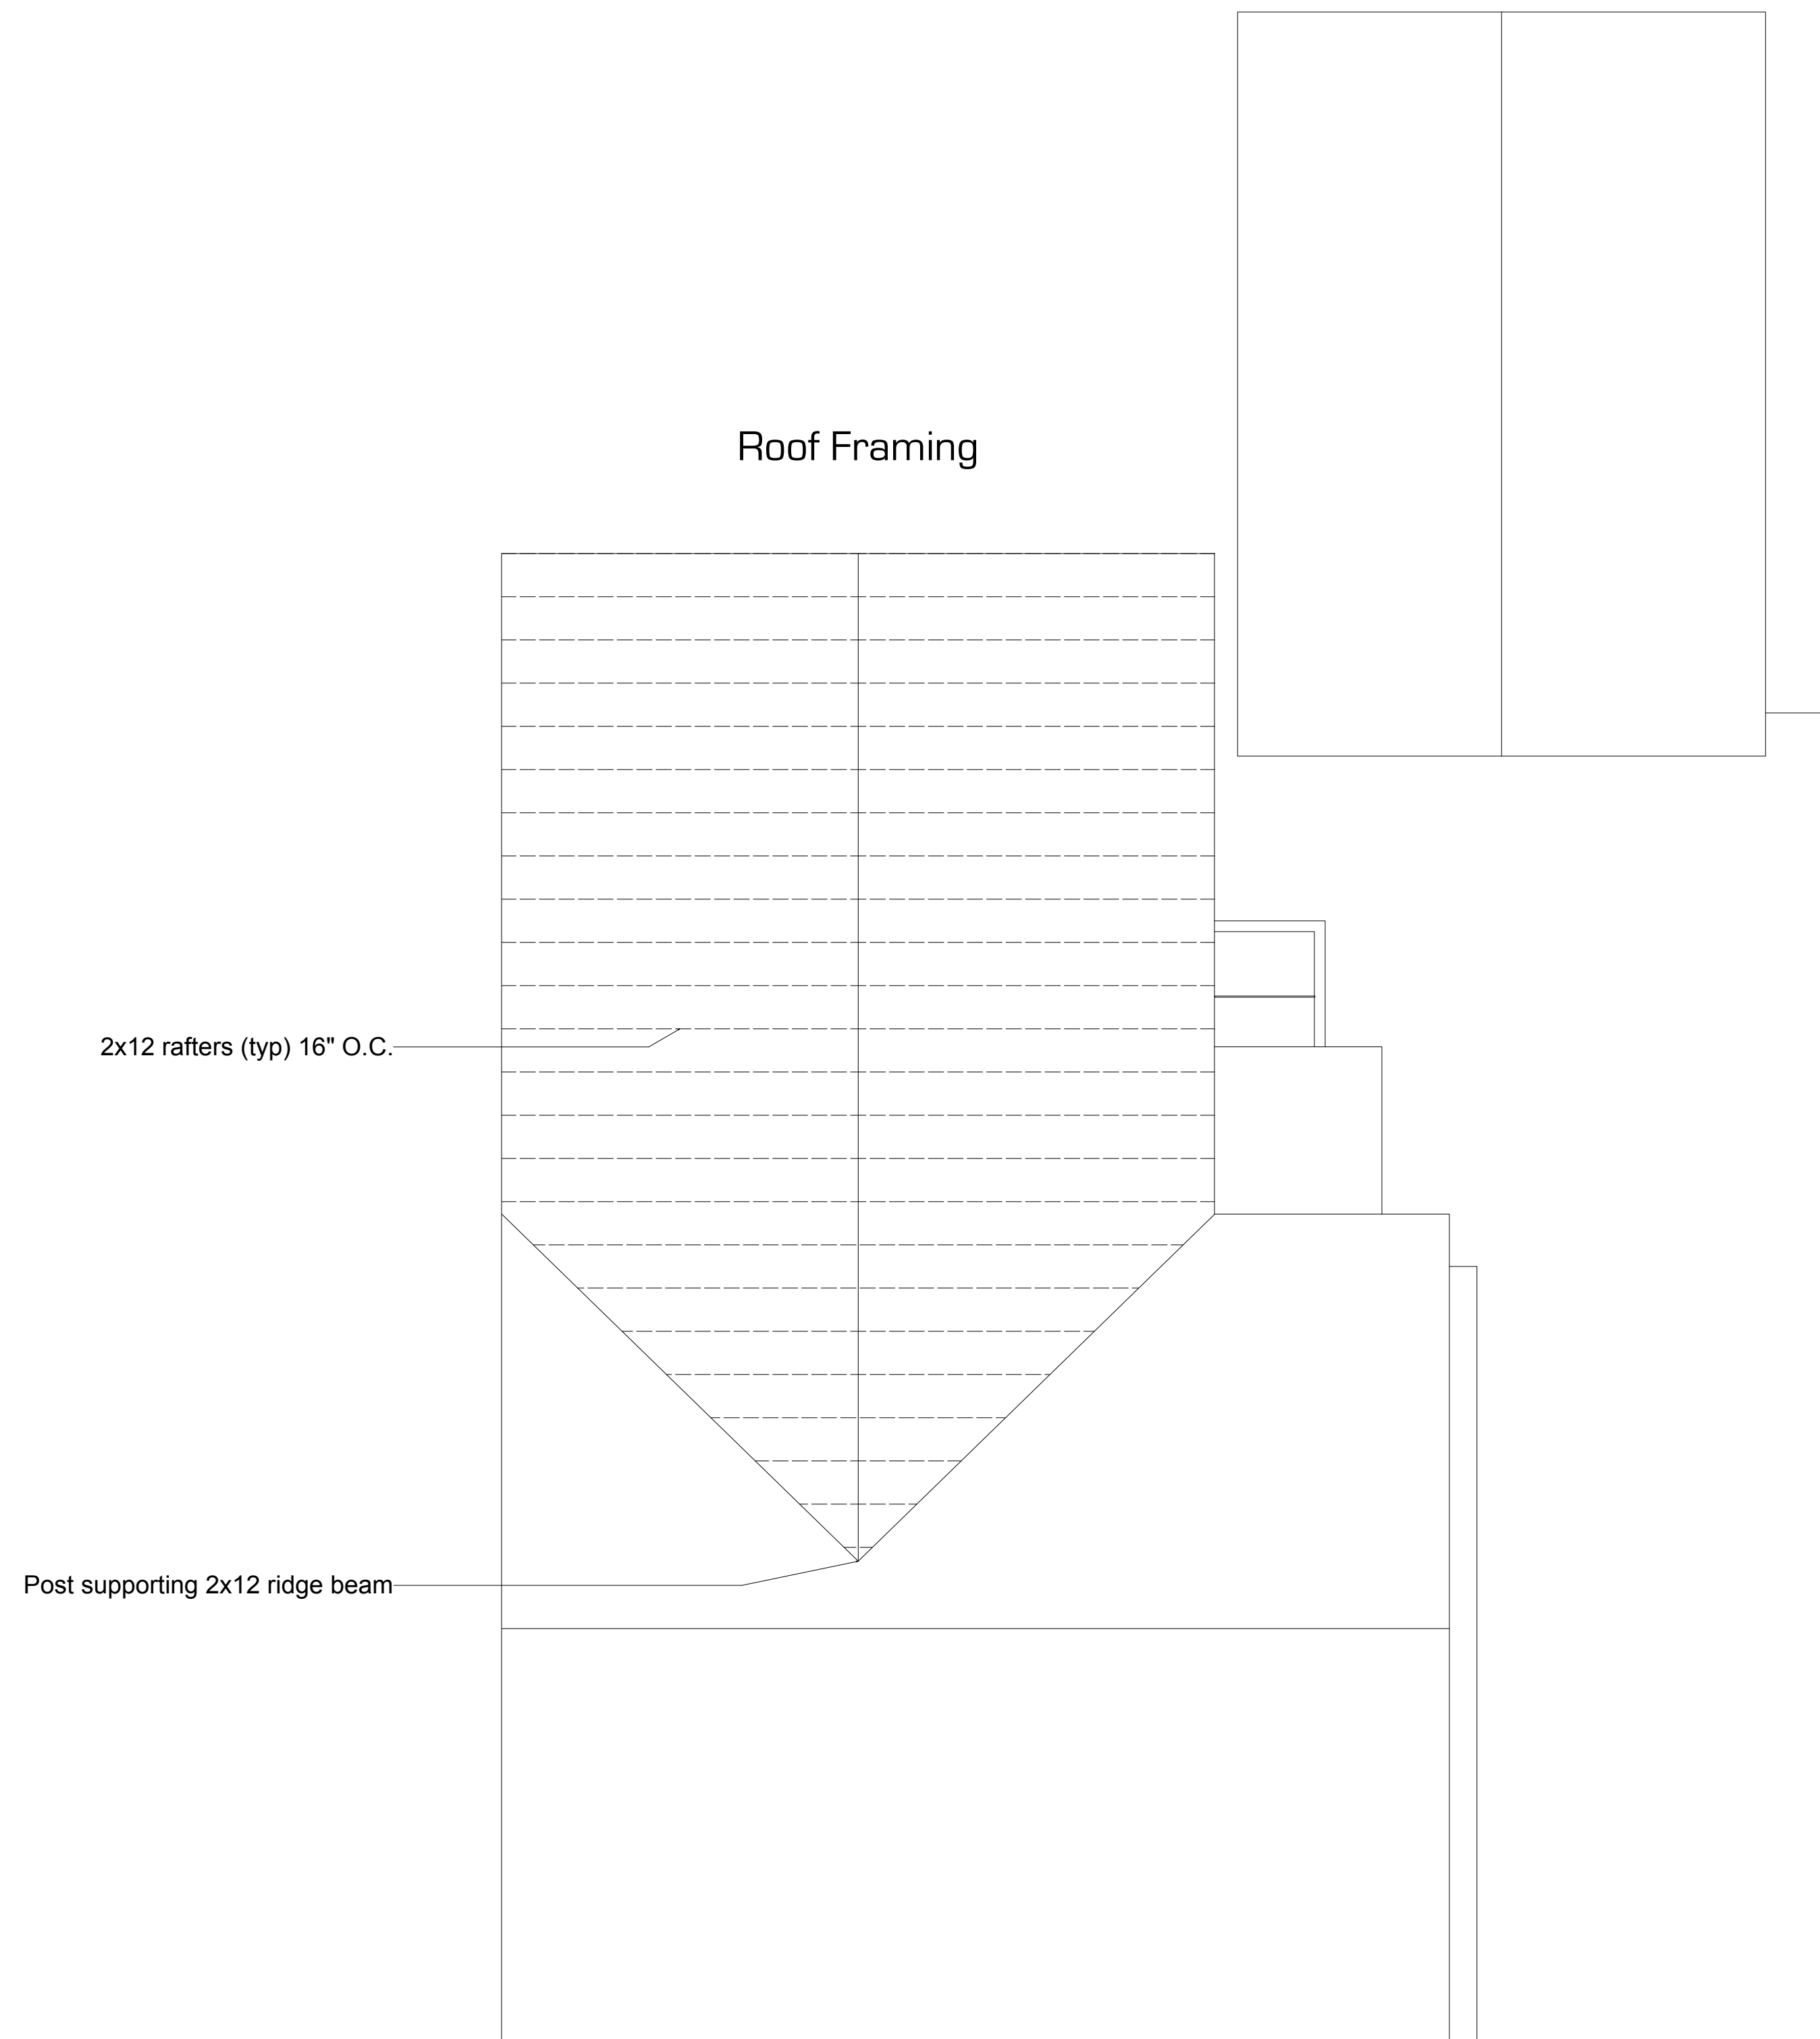 Roof Framing
2x12 rafters (typ) 16" O.C.
Post supporting 2x12 ridge beam